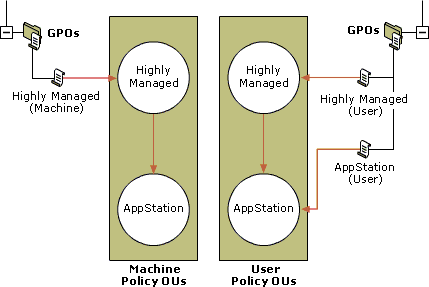 GPOs
Highly Managed
(Machine)
Highly
Managed
AppStation
Machine
Policy OUs
Highly
Managed
AppStation
User
Policy OUs
GPOs
Highly Managed
(User)
AppStation
(User)